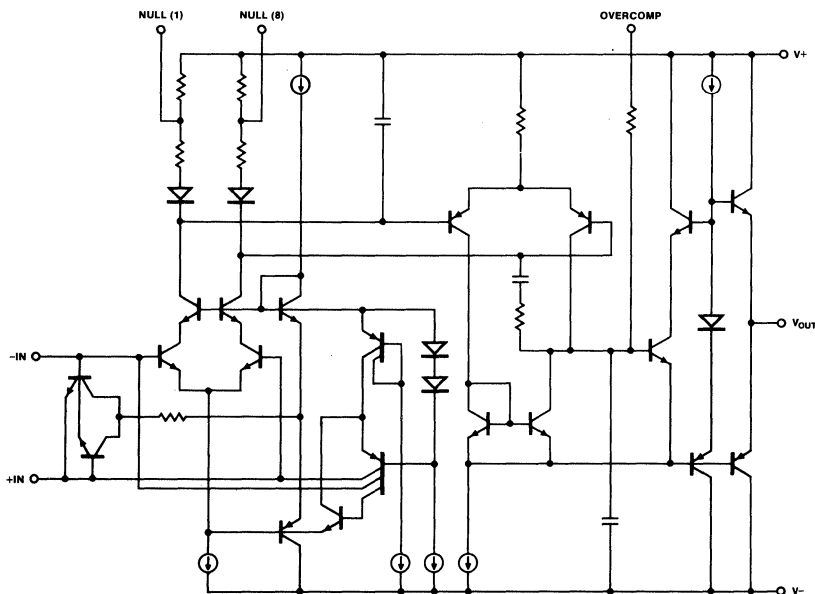 NULL (1)
NULL (8)
OVERCOMP
V+
VOUT
–IN
+IN
V–